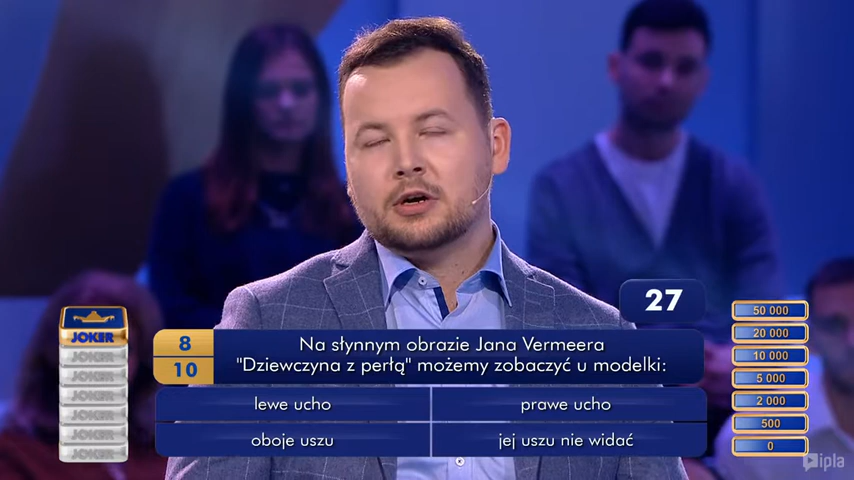 27
8
10
Na słynnym obrazie Jana Vermeera
"Dziewczyna z perłą" możemy zobaczyć u modelki:
lewe ucho
prawe ucho
oboje uszu
jej uszu nie widać
JOKER
JOKER
JOKER
JOKER
JOKER
JOKER
JOKER
50 000
20 000
10 000
5 000
2 000
500
0
ipla